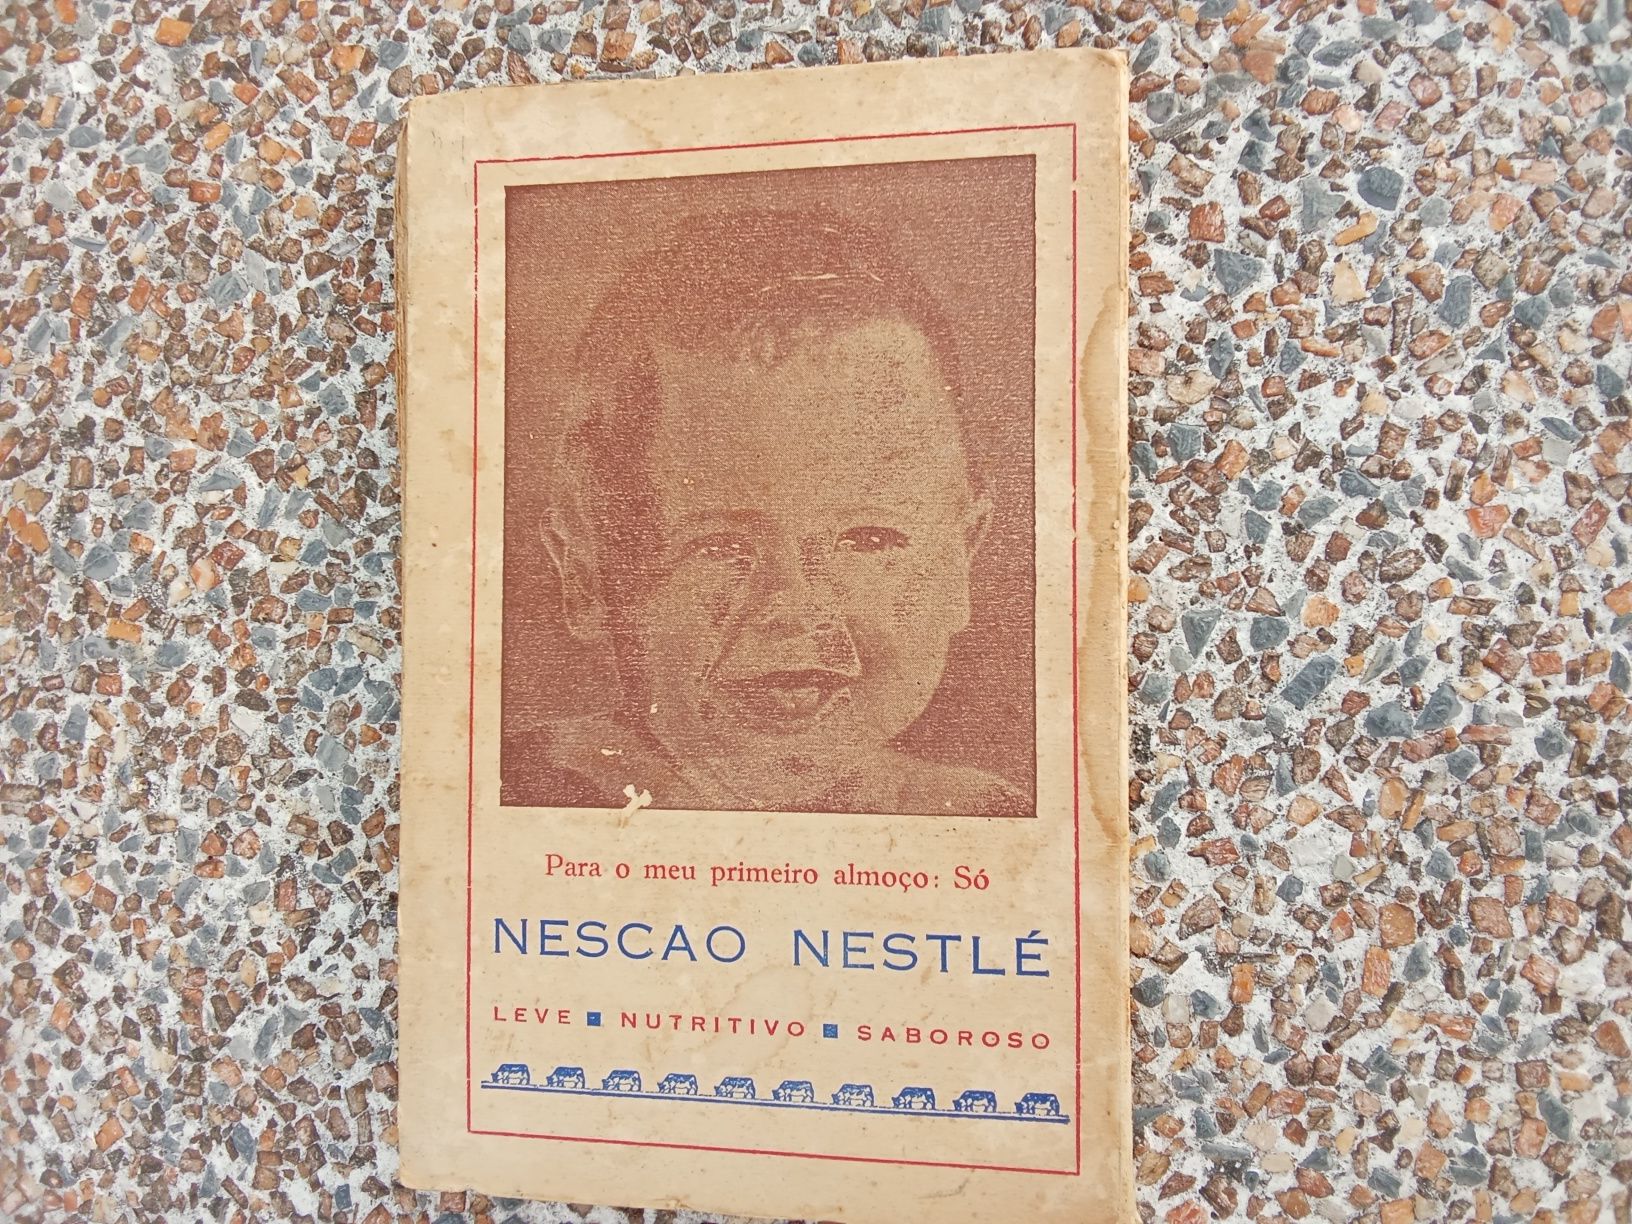 Para o meu primeiro almoço: Só
NESCAO NESTLÉ
LEVE ▪ NUTRITIVO ▪ SABOROSO